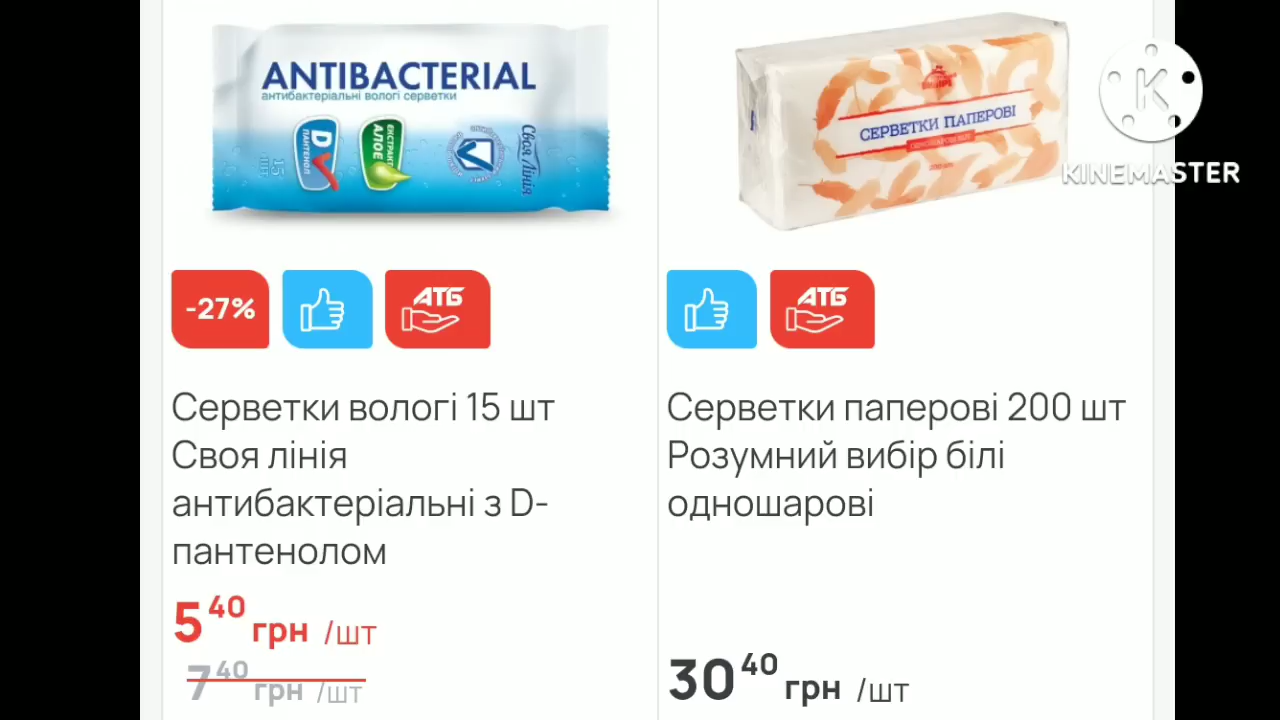 ANTIBACTERIAL
антибактеріальні вологі серветки
D
ПАНТЕНОЛ
ЕКСТРАКТ
АЛОЕ
Своя Лінія
15
шт
СЕРВЕТКИ ПАПЕРОВІ
KINEMASTER
-27%
АТБ
АТБ
Серветки вологі 15 шт
Своя лінія
антибактеріальні з D-
пантенолом
5 40 грн /шт
7 40 грн /шт
Серветки паперові 200 шт
Розумний вибір білі
одношарові
30 40 грн /шт